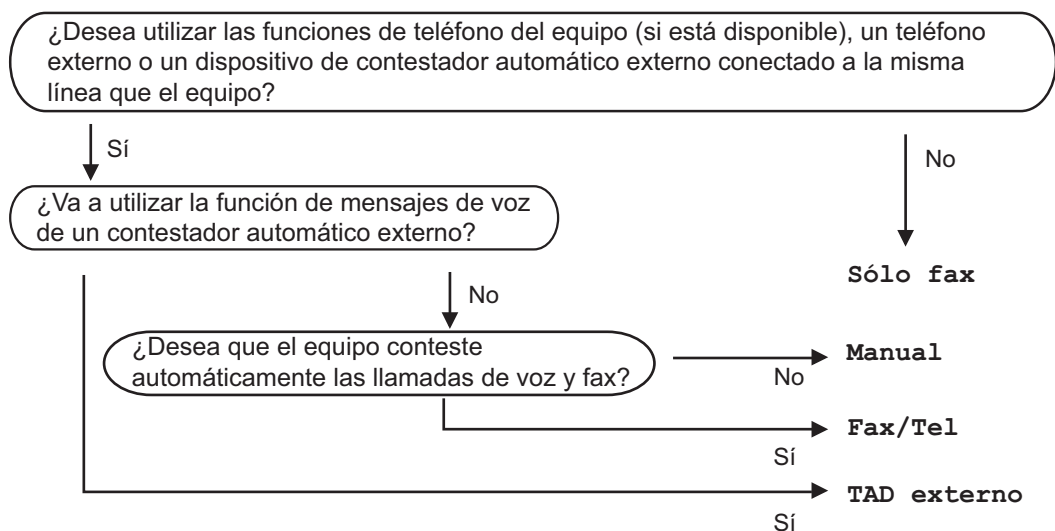 ¿Desea utilizar las funciones de teléfono del equipo (si está disponible), un teléfono
externo o un dispositivo de contestador automático externo conectado a la misma
línea que el equipo?
Sí
No
¿Va a utilizar la función de mensajes de voz
de un contestador automático externo?
Sólo fax
No
¿Desea que el equipo conteste
automáticamente las llamadas de voz y fax?
Manual
No
Fax/Tel
Sí
TAD externo
Sí